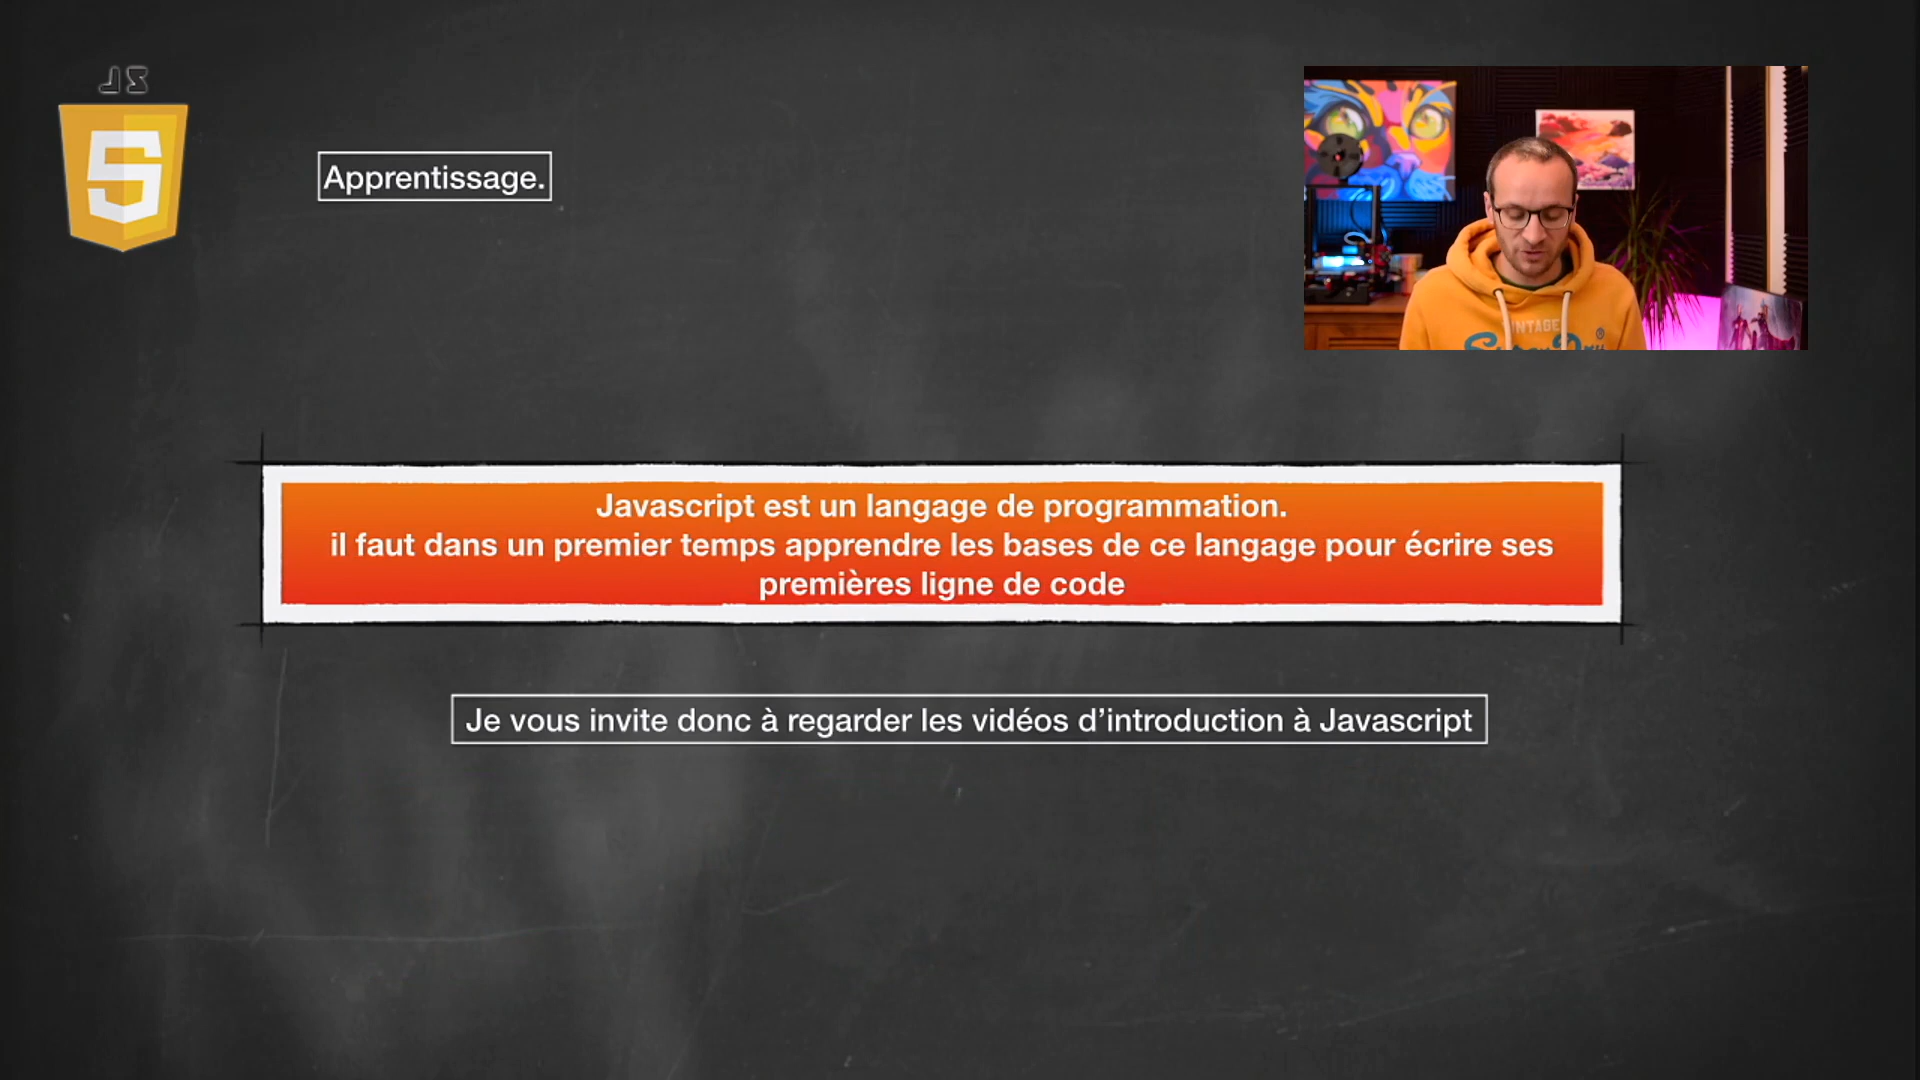 JS
5
Apprentissage.
INTAGE
®
Javascript est un langage de programmation.
il faut dans un premier temps apprendre les bases de ce langage pour écrire ses
premières ligne de code
Je vous invite donc à regarder les vidéos d’introduction à Javascript